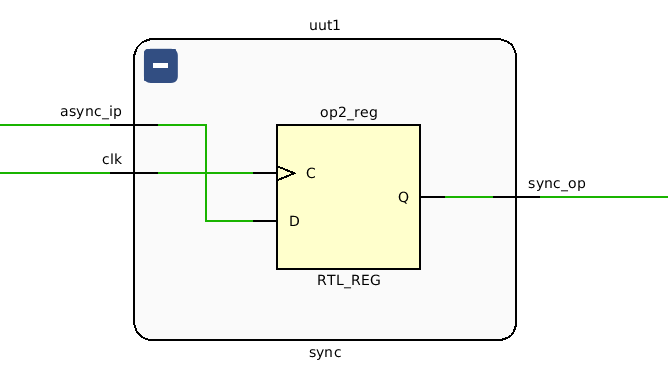 uut1
async_ip
op2_reg
clk
C
Q
sync_op
D
RTL_REG
sync